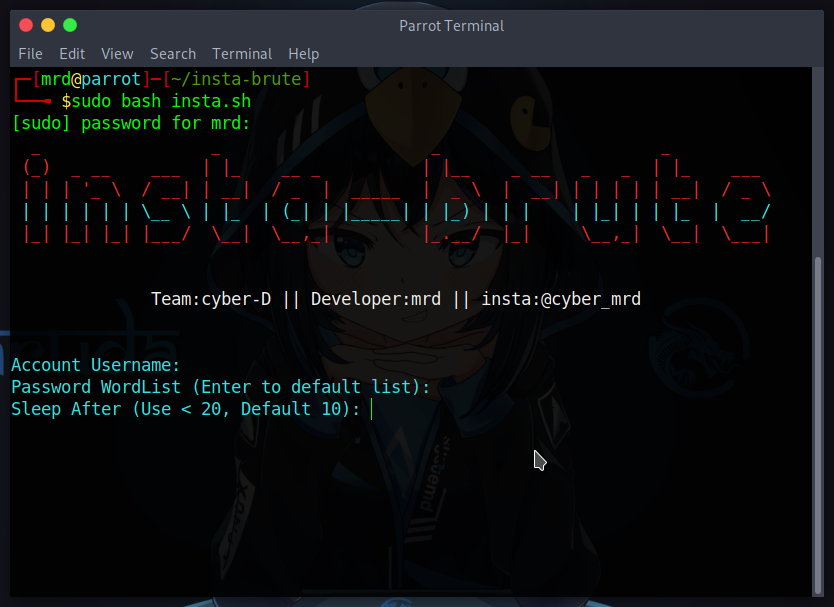 Parrot Terminal
File Edit View Search Terminal Help
[mrd@parrot]─[~/insta-brute]
$sudo bash insta.sh
[sudo] password for mrd:
insta-brute
Team:cyber-D || Developer:mrd || insta:@cyber_mrd
Account Username:
Password WordList (Enter to default list):
Sleep After (Use < 20, Default 10):